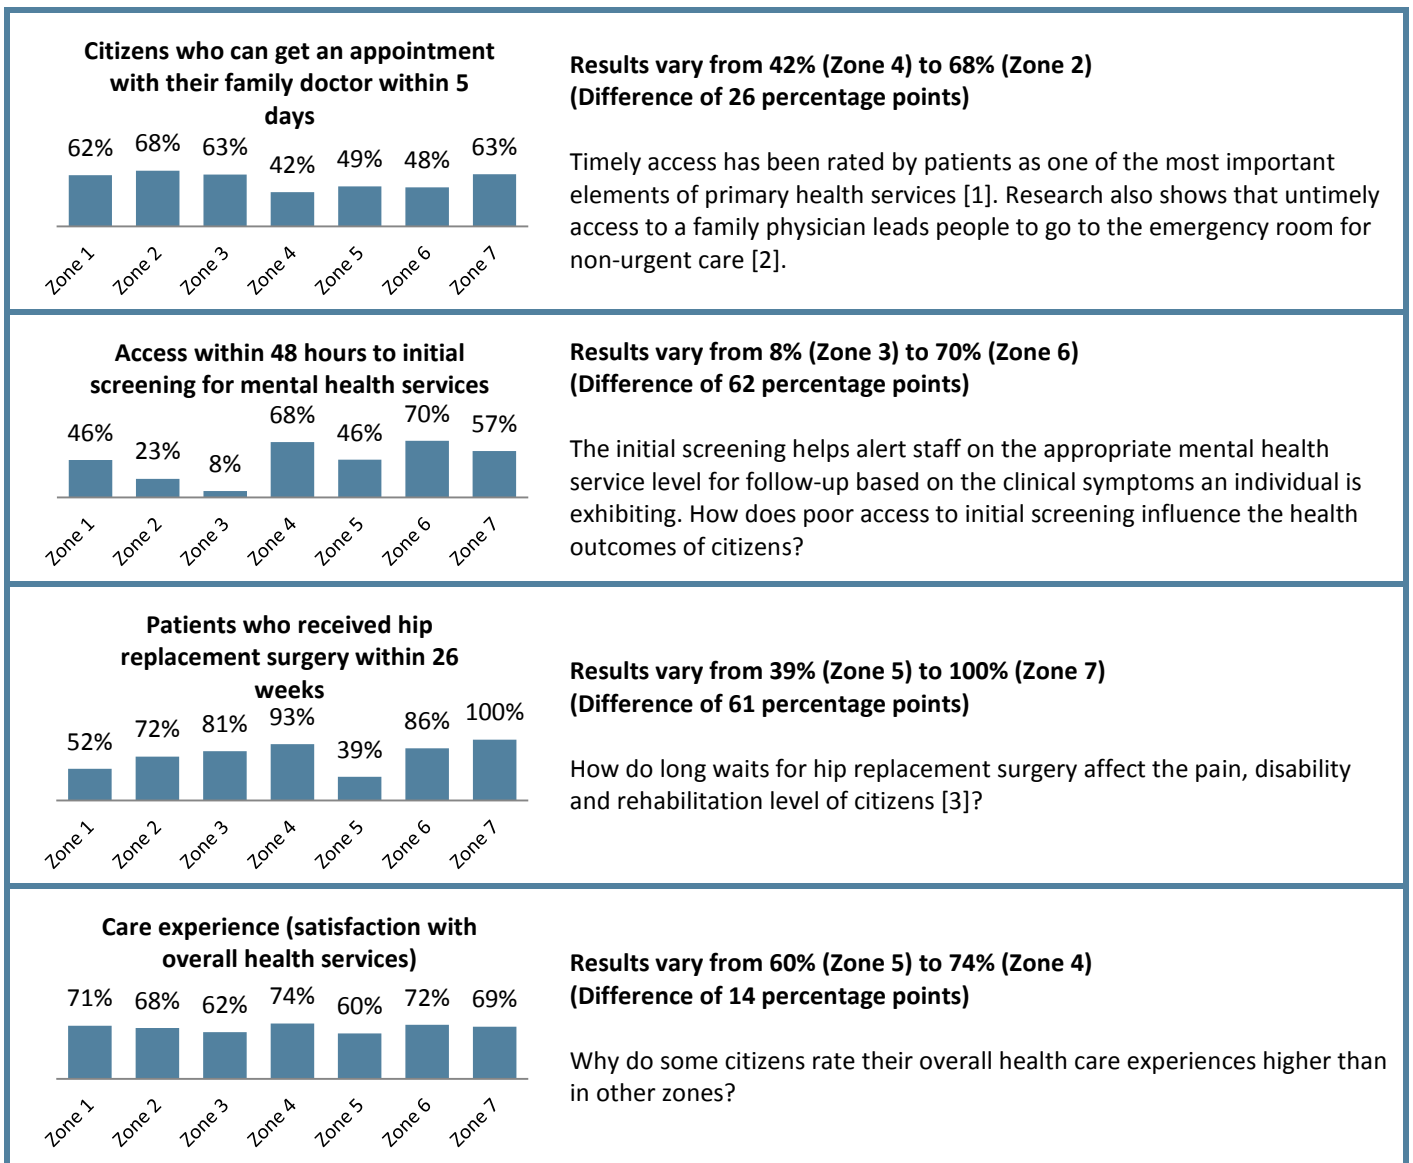 Citizens who can get an appointment
with their family doctor within 5
days
62% 68% 63% 42% 49% 48% 63%
Zone 1 Zone 2 Zone 3 Zone 4 Zone 5 Zone 6 Zone 7
Results vary from 42% (Zone 4) to 68% (Zone 2)
(Difference of 26 percentage points)
Timely access has been rated by patients as one of the most important
elements of primary health services [1]. Research also shows that untimely
access to a family physician leads people to go to the emergency room for
non-urgent care [2].
Access within 48 hours to initial
screening for mental health services
46% 23% 8% 68% 46% 70% 57%
Zone 1 Zone 2 Zone 3 Zone 4 Zone 5 Zone 6 Zone 7
Results vary from 8% (Zone 3) to 70% (Zone 6)
(Difference of 62 percentage points)
The initial screening helps alert staff on the appropriate mental health
service level for follow-up based on the clinical symptoms an individual is
exhibiting. How does poor access to initial screening influence the health
outcomes of citizens?
Patients who received hip
replacement surgery within 26
weeks
52% 72% 81% 93% 39% 86% 100%
Zone 1 Zone 2 Zone 3 Zone 4 Zone 5 Zone 6 Zone 7
Results vary from 39% (Zone 5) to 100% (Zone 7)
(Difference of 61 percentage points)
How do long waits for hip replacement surgery affect the pain, disability
and rehabilitation level of citizens [3]?
Care experience (satisfaction with
overall health services)
71% 68% 62% 74% 60% 72% 69%
Zone 1 Zone 2 Zone 3 Zone 4 Zone 5 Zone 6 Zone 7
Results vary from 60% (Zone 5) to 74% (Zone 4)
(Difference of 14 percentage points)
Why do some citizens rate their overall health care experiences higher than
in other zones?